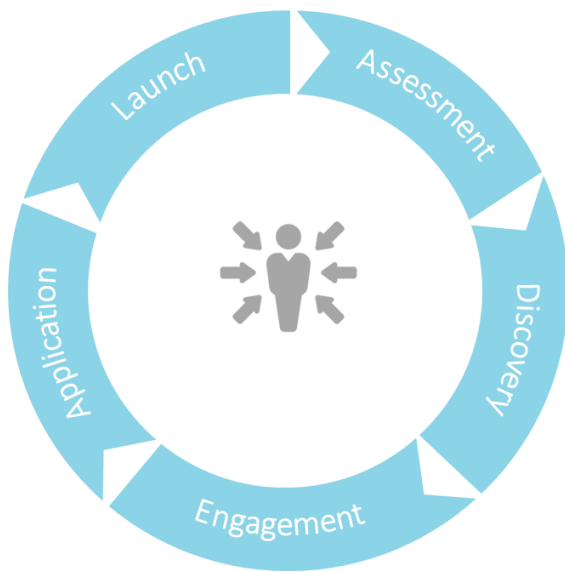 Assessment
Discovery
Engagement
Application
Launch